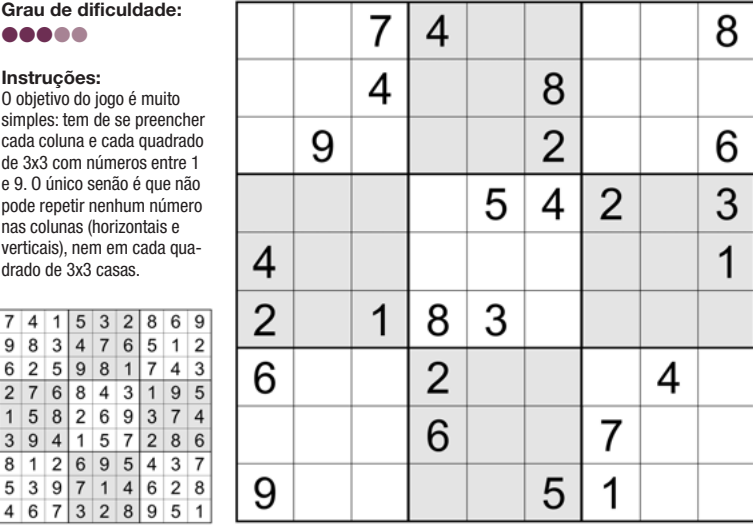 Grau de dificuldade:
Instruções:
O objetivo do jogo é muito
simples: tem de se preencher
cada coluna e cada quadrado
de 3x3 com números entre 1
e 9. O único senão é que não
pode repetir nenhum número
nas colunas (horizontais e
verticais), nem em cada qua-
drado de 3x3 casas.
7 4 1 5 3 2 8 6 9
9 8 3 4 7 6 5 1 2
6 2 5 9 8 1 7 4 3
2 7 6 8 4 3 1 9 5
1 5 8 2 6 9 3 7 4
3 9 4 1 5 7 2 8 6
8 1 2 6 9 5 4 3 7
5 3 9 7 1 4 6 2 8
4 6 7 3 2 8 9 5 1
7 4 8
4 8
9 2 6
5 4 2 3
4 1
2 1 8 3
6 2 4
6 7
9 5 1